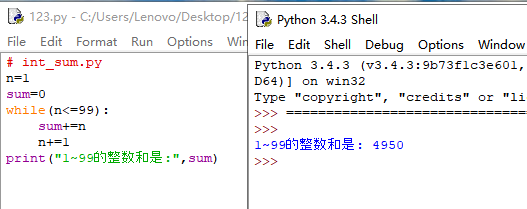 123.py - C:/Users/Lenovo/Desktop/12
File Edit Format Run Options Window
# int_sum.py
n=1
sum=0
while(n<=99):
sum+=n
n+=1
print("1~99的整数和是:",sum)
Python 3.4.3 Shell
File Edit Shell Debug Options Window
Python 3.4.3 (v3.4.3:9b73f1c3e601,
D64)] on win32
Type "copyright", "credits" or "li
>>> ================================
>>>
1~99的整数和是: 4950
>>>